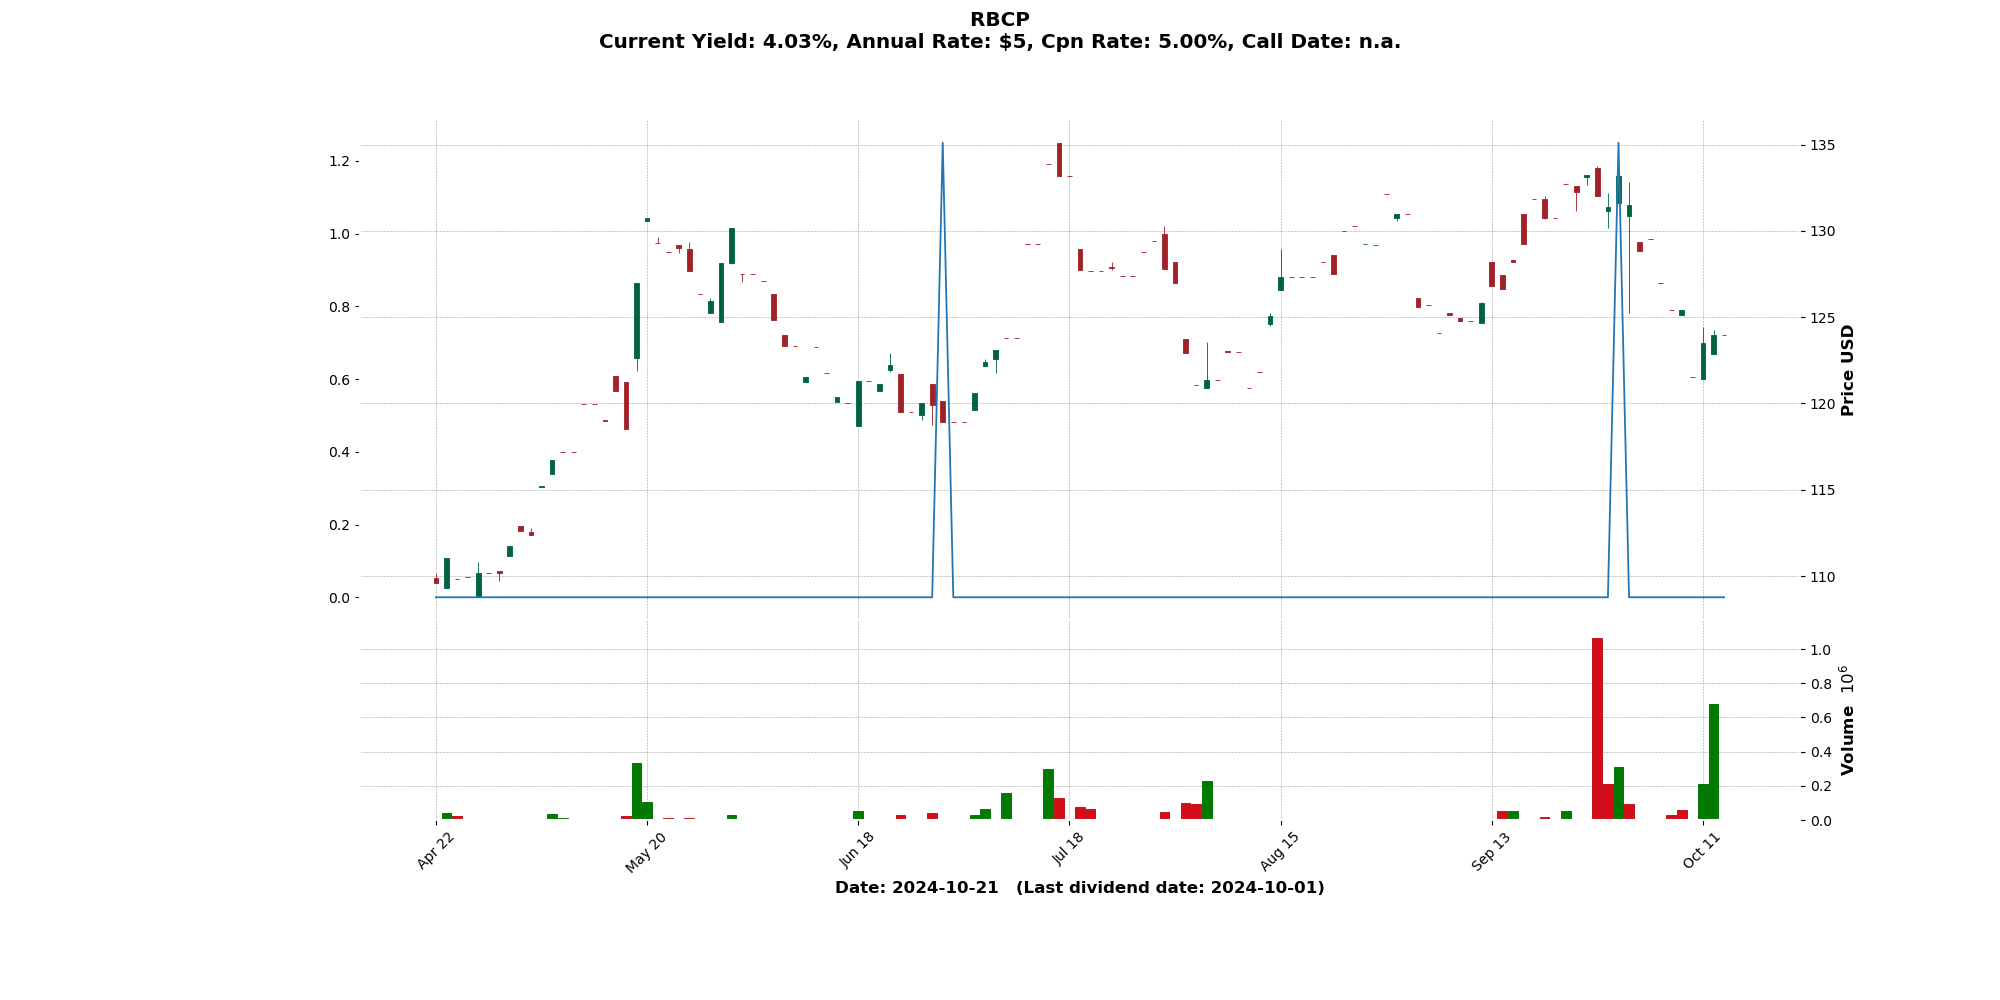 RBCP
Current Yield: 4.03%, Annual Rate: $5, Cpn Rate: 5.00%, Call Date: n.a.
1.2
1.0
0.8
0.6
0.4
0.2
0.0
135
130
125
120
115
110
Price USD
1.0
0.8
0.6
0.4
0.2
0.0
Volume 10^6
Apr 22
May 20
Jun 18
Jul 18
Aug 15
Sep 13
Oct 11
Date: 2024-10-21 (Last dividend date: 2024-10-01)